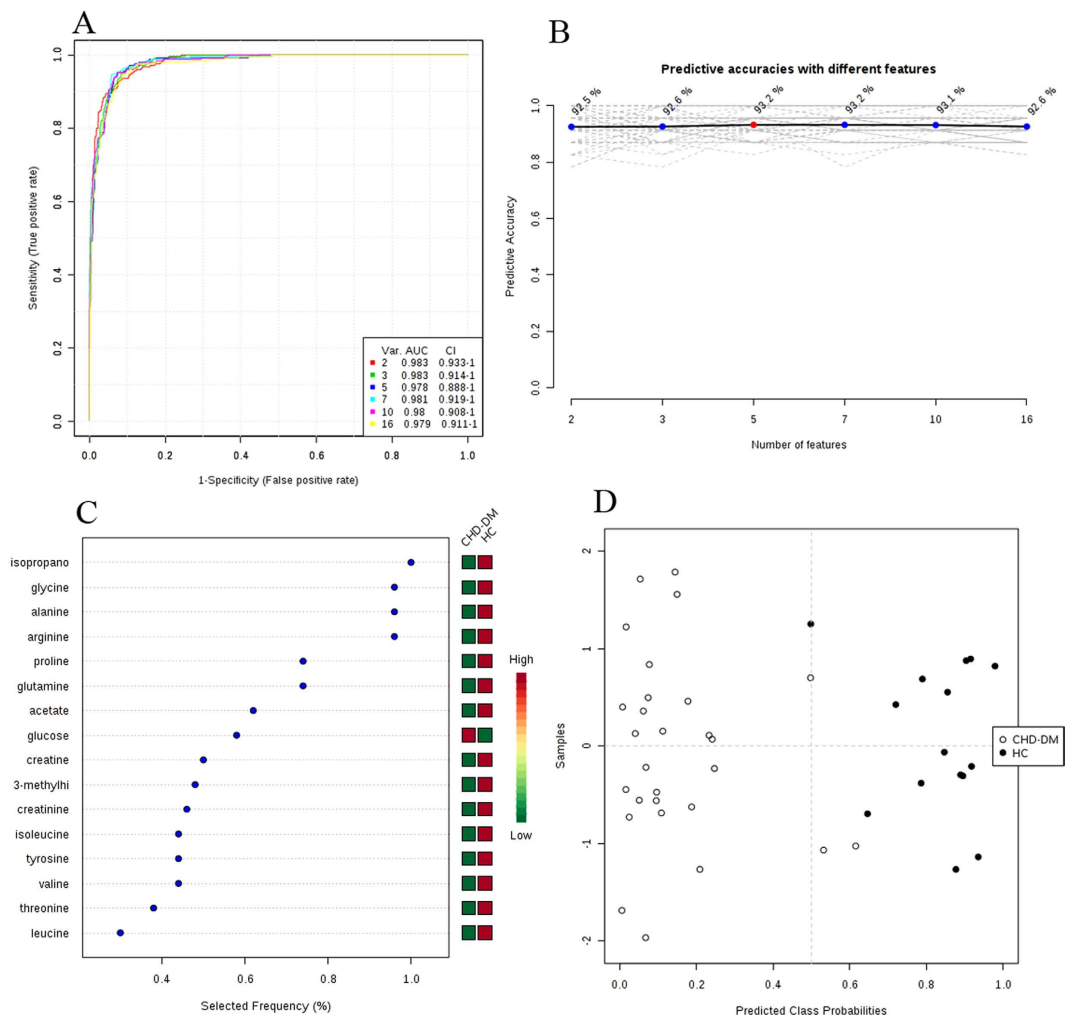 A
Sensitivity (True positive rate)
1.0
0.8
0.6
0.4
0.2
0.0
Var. AUC CI
2 0.983 0.933-1
3 0.983 0.914-1
5 0.978 0.888-1
7 0.981 0.919-1
10 0.98 0.908-1
16 0.979 0.911-1
0.0 0.2 0.4 0.6 0.8 1.0
1-Specificity (False positive rate)
B
Predictive accuracies with different features
92.5 % 92.6 % 93.2 % 93.2 % 93.1 % 92.6 %
Predictive Accuracy
1.0
0.8
0.6
0.4
0.2
0.0
2 3 5 7 10 16
Number of features
C
CHD-DM
HC
isopropano
glycine
alanine
arginine
proline
glutamine
acetate
glucose
creatine
3-methylhi
creatinine
isoleucine
tyrosine
valine
threonine
leucine
High
Low
0.4 0.6 0.8 1.0
Selected Frequency (%)
D
Samples
2
1
0
-1
-2
CHD-DM
HC
0.0 0.2 0.4 0.6 0.8 1.0
Predicted Class Probabilities